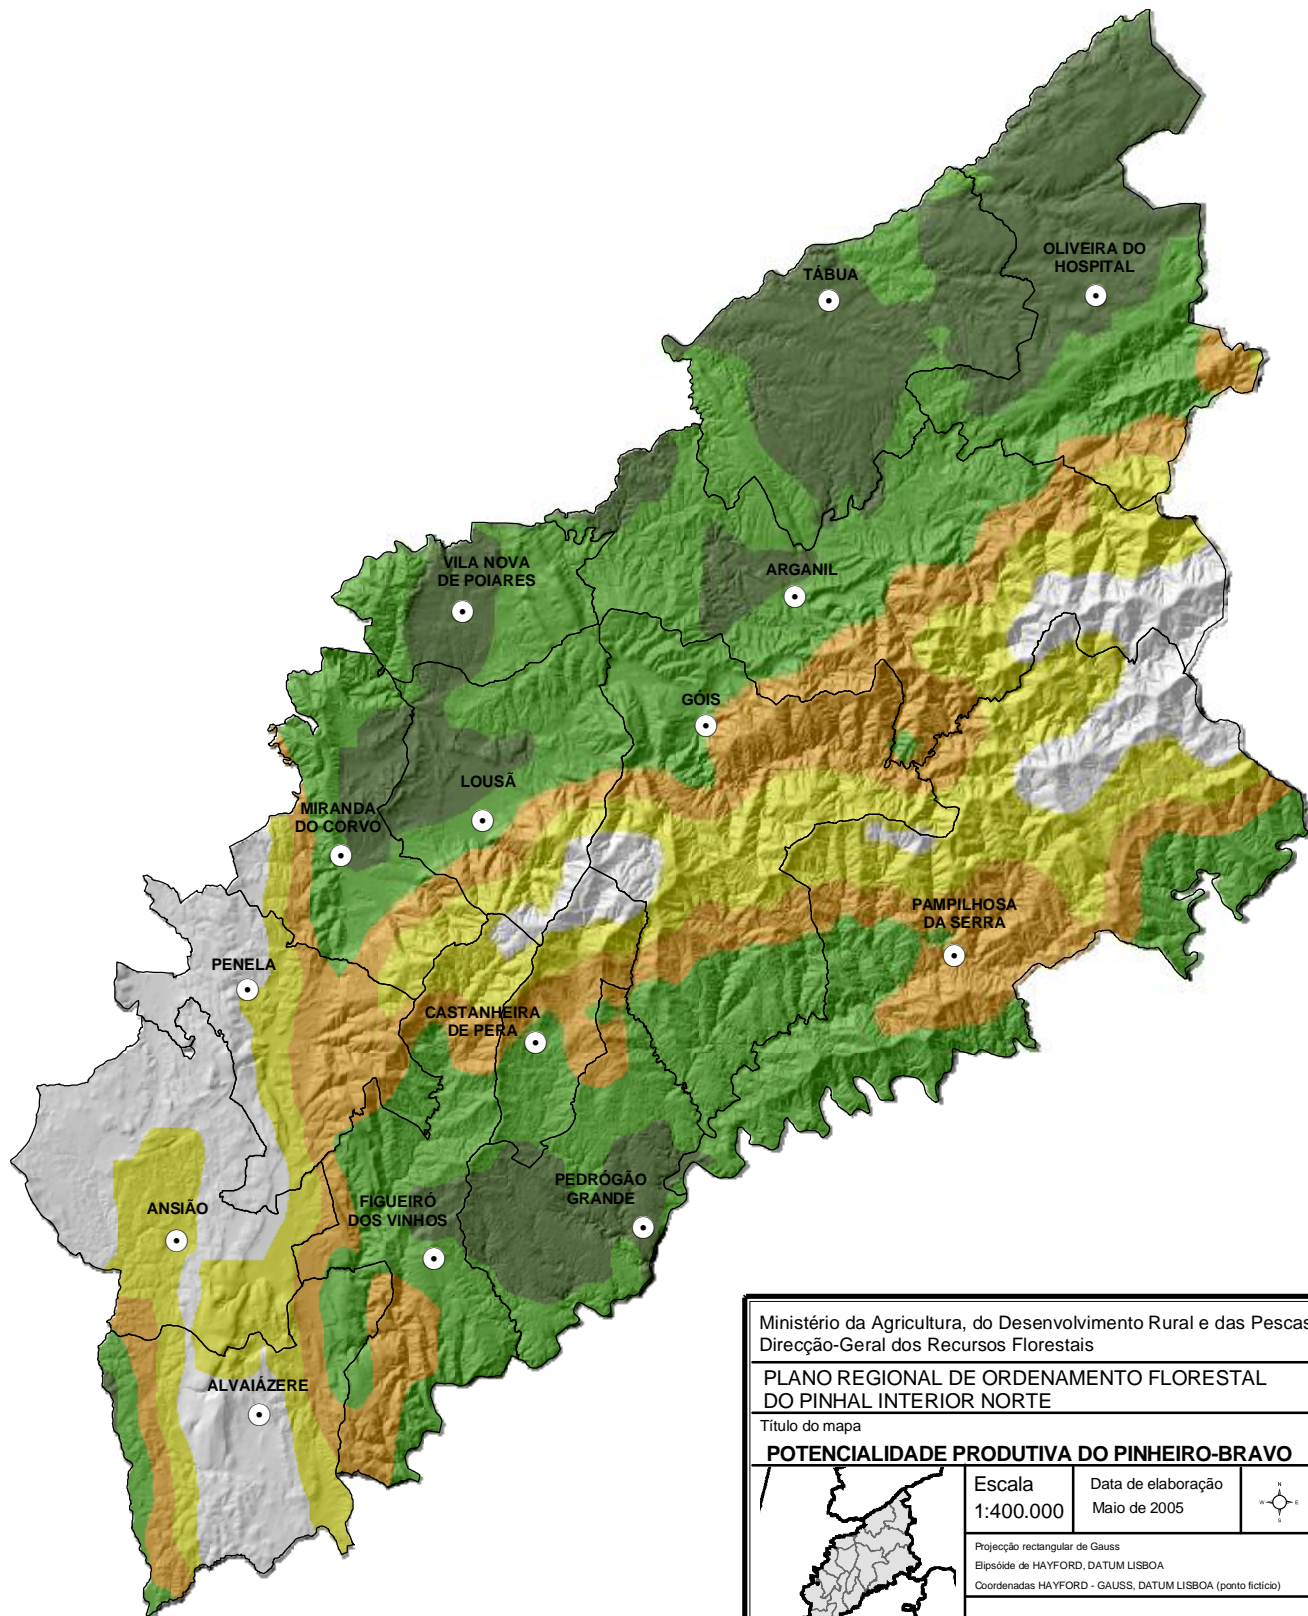 OLIVEIRA DO
HOSPITAL
TÁBUA
VILA NOVA
DE POIARES
ARGANIL
GÓIS
LOUSÃ
MIRANDA
DO CORVO
PAMPILHOSA
DA SERRA
PENELA
CASTANHEIRA
DE PERA
PEDRÓGÃO
GRANDE
ANSIÃO
FIGUEIRÓ
DOS VINHOS
ALVAIÁZERE
Ministério da Agricultura, do Desenvolvimento Rural e das Pescas
Direcção-Geral dos Recursos Florestais
PLANO REGIONAL DE ORDENAMENTO FLORESTAL
DO PINHAL INTERIOR NORTE
Título do mapa
POTENCIALIDADE PRODUTIVA DO PINHEIRO-BRAVO
Escala
1:400.000
Data de elaboração
Maio de 2005
N
W E
S
Projecção rectangular de Gauss
Elipsóide de HAYFORD, DATUM LISBOA
Coordenadas HAYFORD - GAUSS, DATUM LISBOA (ponto fictício)